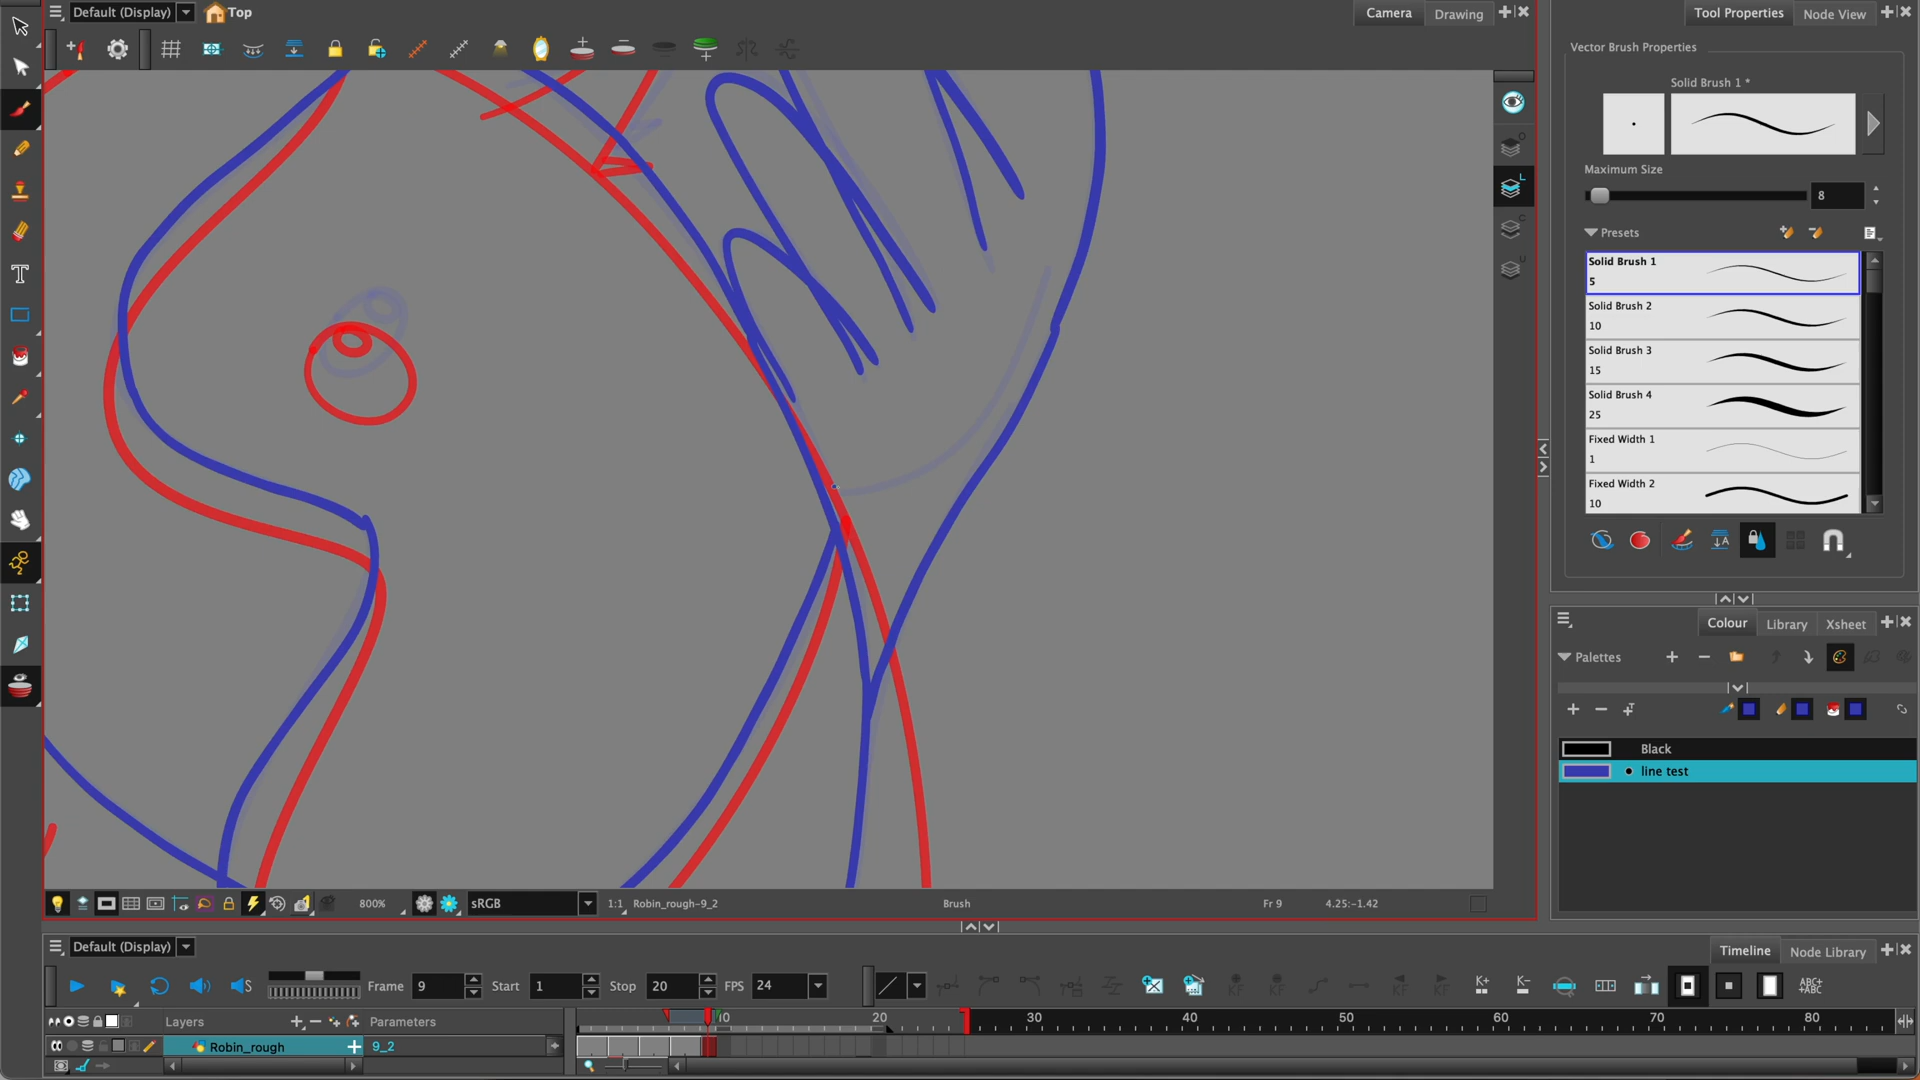 Default (Display)
Top
Camera
Drawing
Tool Properties
Node View
Vector Brush Properties
Solid Brush 1 *
Maximum Size
8
Presets
Solid Brush 1
5
Solid Brush 2
10
Solid Brush 3
15
Solid Brush 4
25
Fixed Width 1
1
Fixed Width 2
10
O
L
C
U
Colour
Library
Xsheet
Palettes
Black
line test
800%
sRGB
1:1
Robin_rough-9_2
Brush
Fr 9
4.25:-1.42
Default (Display)
Timeline
Node Library
Frame
9
Start
1
Stop
20
FPS
24
Layers
Parameters
10
20
30
40
50
60
70
80
Robin_rough
9_2